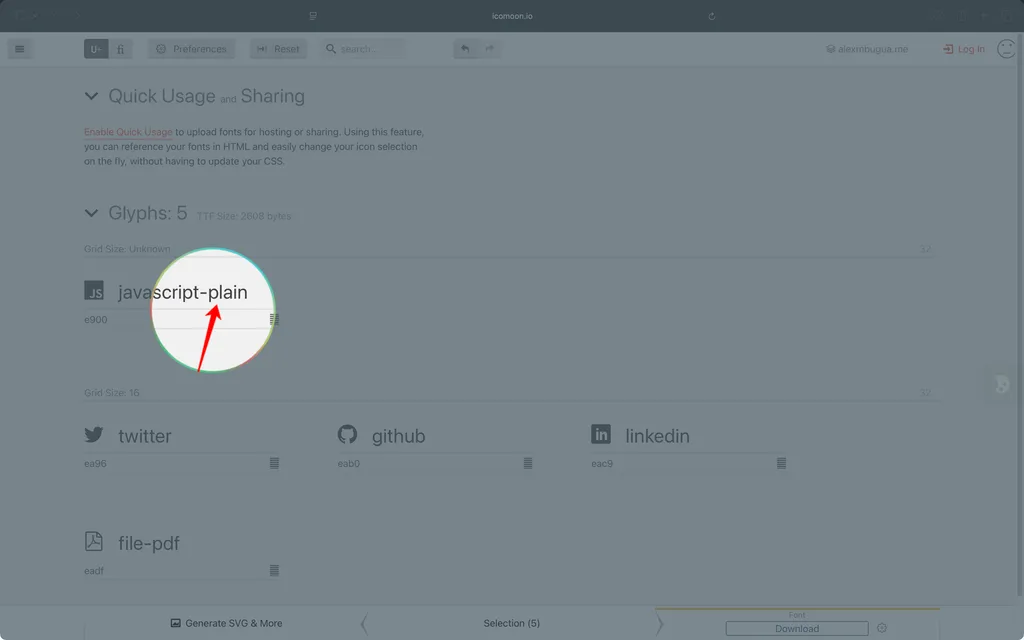 icomoon.io
U+ fi Preferences Reset search... alexmbugua.me Log In
Quick Usage and Sharing
Enable Quick Usage to upload fonts for hosting or sharing. Using this feature,
you can reference your fonts in HTML and easily change your icon selection
on the fly, without having to update your CSS.
Glyphs: 5 TTF Size: 2608 bytes
Grid Size: Unknown 32
JS javascript-plain
e900
Grid Size: 16 32
twitter github in linkedin
ea96 eab0 eac9
file-pdf
eadf
Generate SVG & More Selection (5) Font
Download